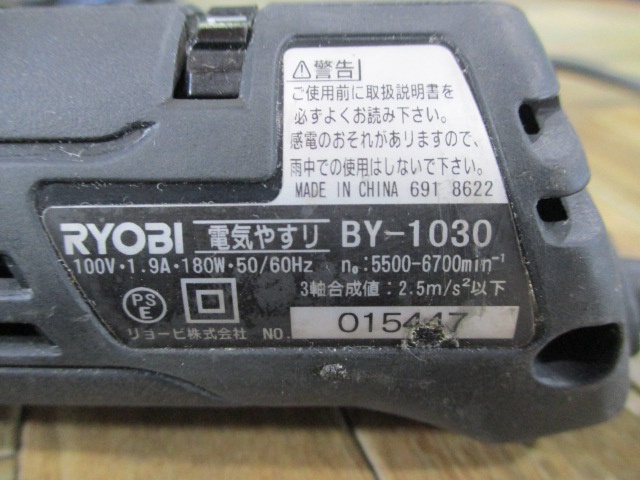 ⚠警告
ご使用前に取扱説明書を
必ずよくお読み下さい。
感電のおそれがありますので、
雨中での使用はしないで下さい。
MADE IN CHINA 691 8622
RYOBI 電気やすり BY-1030
100V・1.9A・180W・50/60Hz n₀:5500-6700min⁻¹
3軸合成値:2.5m/s²以下
PSE
リョービ株式会社 NO. 015447